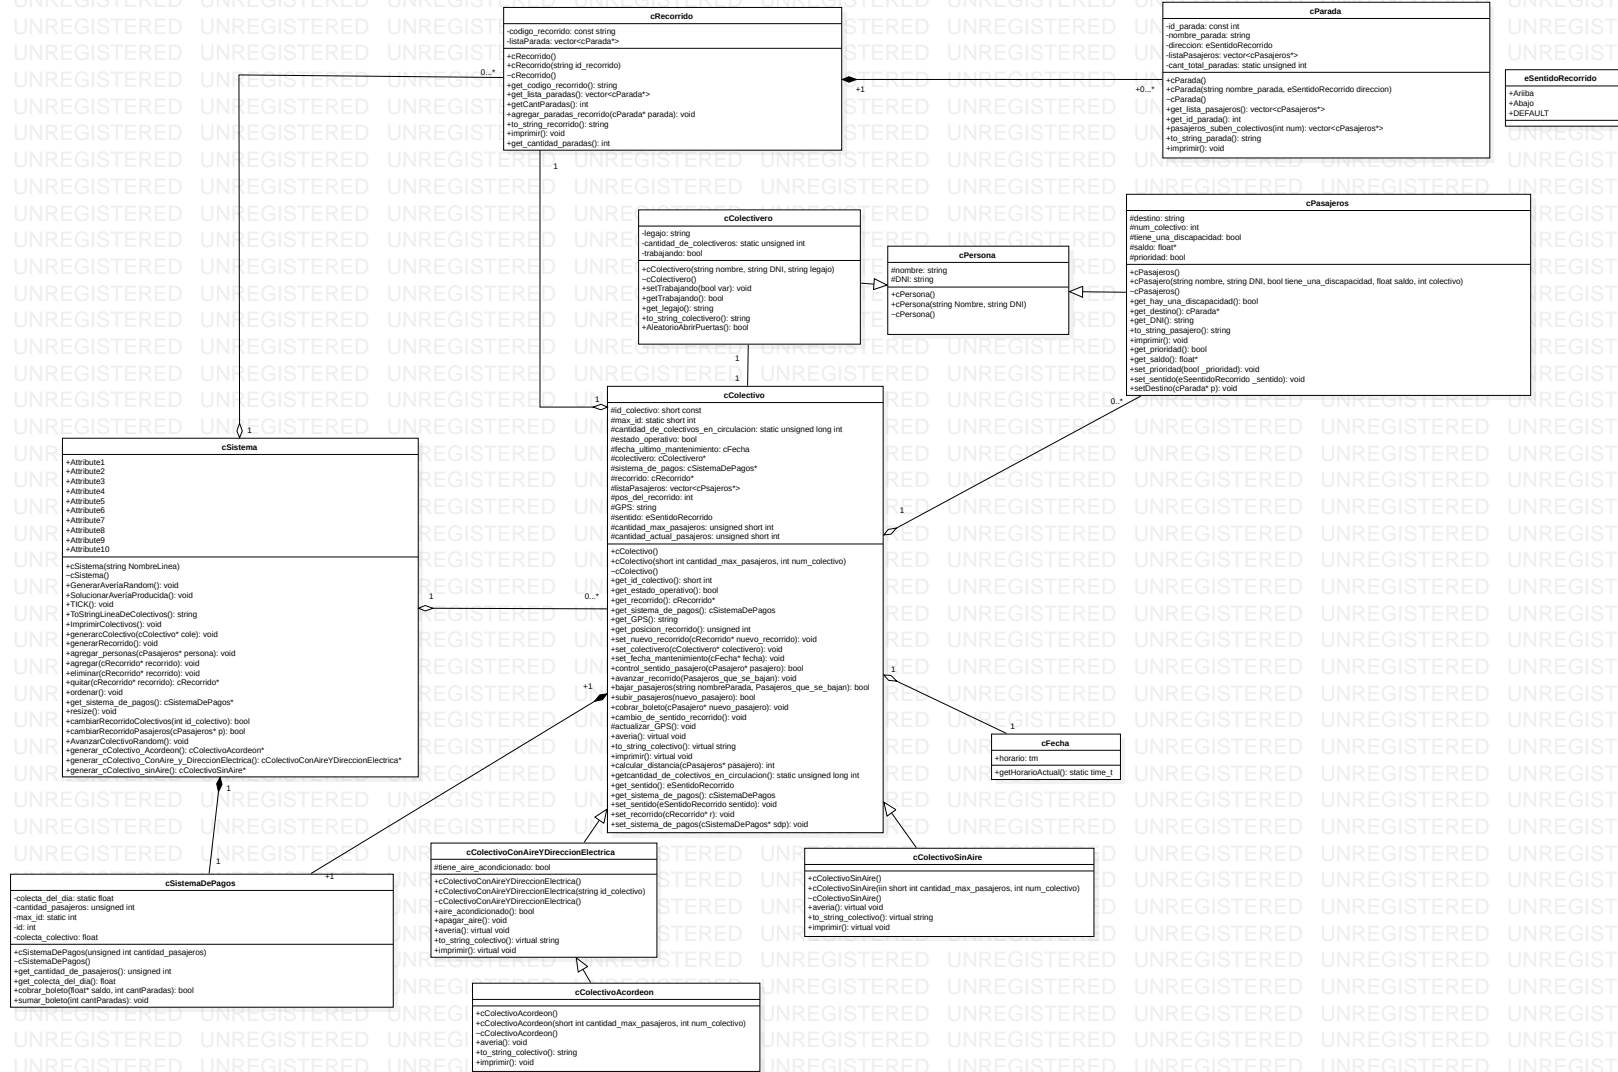 cRecorrido
-codigo_recorrido: const string
-listaParada: vector<cParada*>
+cRecorrido()
+cRecorrido(string id_recorrido)
~cRecorrido()
+get_codigo_recorrido(): string
+get_lista_paradas(): vector<cParada*>
+getCantParadas(): int
+agregar_paradas_recorrido(cParada* parada): void
+to_string_recorrido(): string
+imprimir(): void
+get_cantidad_paradas(): int
0...*
+1
+0...*
1
cParada
-id_parada: const int
-nombre_parada: string
-direccion: eSentidoRecorrido
-listaPasajeros: vector<cPasajeros*>
-cant_total_paradas: static unsigned int
+cParada()
+cParada(string nombre_parada, eSentidoRecorrido direccion)
~cParada()
+get_lista_pasajeros(): vector<cPasajeros*>
+get_id_parada(): int
+pasajeros_suben_colectivos(int num): vector<cPasajeros*>
+to_string_parada(): string
+imprimir(): void
eSentidoRecorrido
+Ariiba
+Abajo
+DEFAULT
cColectivero
-legajo: string
-cantidad_de_colectiveros: static unsigned int
-trabajando: bool
+cColectivero(string nombre, string DNI, string legajo)
~cColectivero()
+setTrabajando(bool var): void
+getTrabajando(): bool
+get_legajo(): string
+to_string_colectivero(): string
+AleatorioAbrirPuertas(): bool
1
1
cPersona
#nombre: string
#DNI: string
+cPersona()
+cPersona(string Nombre, string DNI)
~cPersona()
cPasajeros
#destino: string
#num_colectivo: int
#tiene_una_discapacidad: bool
#saldo: float*
#prioridad: bool
+cPasajeros()
+cPasajero(string nombre, string DNI, bool tiene_una_discapacidad, float saldo, int colectivo)
~cPasajeros()
+get_hay_una_discapacidad(): bool
+get_destino(): cParada*
+get_DNI(): string
+to_string_pasajero(): string
+imprimir(): void
+get_prioridad(): bool
+get_saldo(): float*
+set_prioridad(bool _prioridad): void
+set_sentido(eSeentidoRecorrido _sentido): void
+setDestino(cParada* p): void
0..*
1
1
cColectivo
#id_colectivo: short const
#max_id: static short int
#cantidad_de_colectivos_en_circulacion: static unsigned long int
#estado_operativo: bool
#fecha_ultimo_mantenimiento: cFecha
#colectivero: cColectivero*
#sistema_de_pagos: cSistemaDePagos*
#recorrido: cRecorrido*
#listaPasajeros: vector<cPsajeros*>
#pos_del_recorrido: int
#GPS: string
#sentido: eSentidoRecorrido
#cantidad_max_pasajeros: unsigned short int
#cantidad_actual_pasajeros: unsigned short int
+cColectivo()
+cColectivo(short int cantidad_max_pasajeros, int num_colectivo)
~cColectivo()
+get_id_colectivo(): short int
+get_estado_operativo(): bool
+get_recorrido(): cRecorrido*
+get_sistema_de_pagos(): cSistemaDePagos
+get_GPS(): string
+get_posicion_recorrido(): unsigned int
+set_nuevo_recorrido(cRecorrido* nuevo_recorrido): void
+set_colectivero(cColectivero* colectivero): void
+set_fecha_mantenimiento(cFecha* fecha): void
+control_sentido_pasajero(cPasajero* pasajero): bool
+avanzar_recorrido(Pasajeros_que_se_bajan): void
+bajar_pasajeros(string nombreParada, Pasajeros_que_se_bajan): bool
+subir_pasajeros(nuevo_pasajero): bool
+cobrar_boleto(cPasajero* nuevo_pasajero): void
+cambio_de_sentido_recorrido(): void
#actualizar_GPS(): void
+averia(): virtual void
+to_string_colectivo(): virtual string
+imprimir(): virtual void
+calcular_distancia(cPasajeros* pasajero): int
+getcantidad_de_colectivos_en_circulacion(): static unsigned long int
+get_sentido(): eSentidoRecorrido
+get_sistema_de_pagos(): cSistemaDePagos
+set_sentido(eSentidoRecorrido sentido): void
+set_recorrido(cRecorrido* r): void
+set_sistema_de_pagos(cSistemaDePagos* sdp): void
1
cSistema
+Attribute1
+Attribute2
+Attribute3
+Attribute4
+Attribute5
+Attribute6
+Attribute7
+Attribute8
+Attribute9
+Attribute10
+cSistema(string NombreLinea)
~cSistema()
+GenerarAveríaRandom(): void
+SolucionarAveríaProducida(): void
+TICK(): void
+ToStringLineaDeColectivos(): string
+ImprimirColectivos(): void
+generarcColectivo(cColectivo* cole): void
+generarRecorrido(): void
+agregar_personas(cPasajeros* persona): void
+agregar(cRecorrido* recorrido): void
+eliminar(cRecorrido* recorrido): void
+quitar(cRecorrido* recorrido): cRecorrido*
+ordenar(): void
+get_sistema_de_pagos(): cSistemaDePagos*
+resize(): void
+cambiarRecorridoColectivos(int id_colectivo): bool
+cambiarRecorridoPasajeros(cPasajeros* p): bool
+AvanzarColectivoRandom(): void
+generar_cColectivo_Acordeon(): cColectivoAcordeon*
+generar_cColectivo_ConAire_y_DireccionElectrica(): cColectivoConAireYDireccionElectrica*
+generar_cColectivo_sinAire(): cColectivoSinAire*
1
0...*
+1
+1
1
1
1
1
cFecha
+horario: tm
+getHorarioActual(): static time_t
cSistemaDePagos
-colecta_del_dia: static float
-cantidad_pasajeros: unsigned int
-max_id: static int
-id: int
-colecta_colectivo: float
+cSistemaDePagos(unsigned int cantidad_pasajeros)
~cSistemaDePagos()
+get_cantidad_de_pasajeros(): unsigned int
+get_colecta_del_dia(): float
+cobrar_boleto(float* saldo, int cantParadas): bool
+sumar_boleto(int cantParadas): void
cColectivoConAireYDireccionElectrica
#tiene_aire_acondicionado: bool
+cColectivoConAireYDireccionElectrica()
+cColectivoConAireYDireccionElectrica(string id_colectivo)
~cColectivoConAireYDireccionElectrica()
+aire_acondicionado(): bool
+apagar_aire(): void
+averia(): virtual void
+to_string_colectivo(): virtual string
+imprimir(): virtual void
cColectivoSinAire
+cColectivoSinAire()
+cColectivoSinAire(iin short int cantidad_max_pasajeros, int num_colectivo)
~cColectivoSinAire()
+averia(): virtual void
+to_string_colectivo(): virtual string
+imprimir(): virtual void
cColectivoAcordeon
+cColectivoAcordeon()
+cColectivoAcordeon(short int cantidad_max_pasajeros, int num_colectivo)
~cColectivoAcordeon()
+averia(): void
+to_string_colectivo(): string
+imprimir(): void
UNREGISTERED